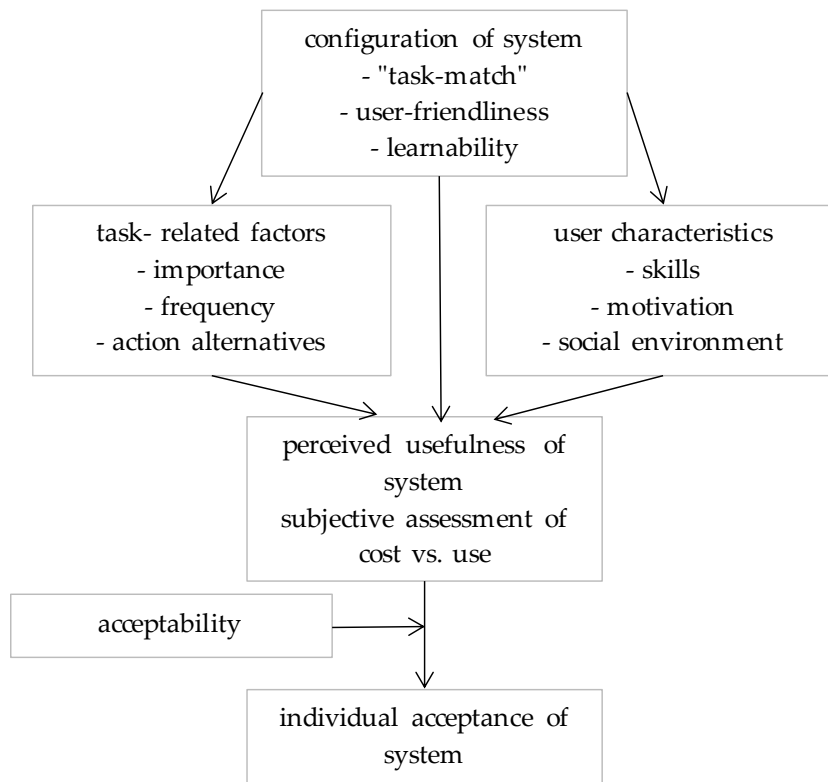 configuration of system
- "task-match"
- user-friendliness
- learnability
task- related factors
- importance
- frequency
- action alternatives
user characteristics
- skills
- motivation
- social environment
perceived usefulness of
system
subjective assessment of
cost vs. use
acceptability
individual acceptance of
system